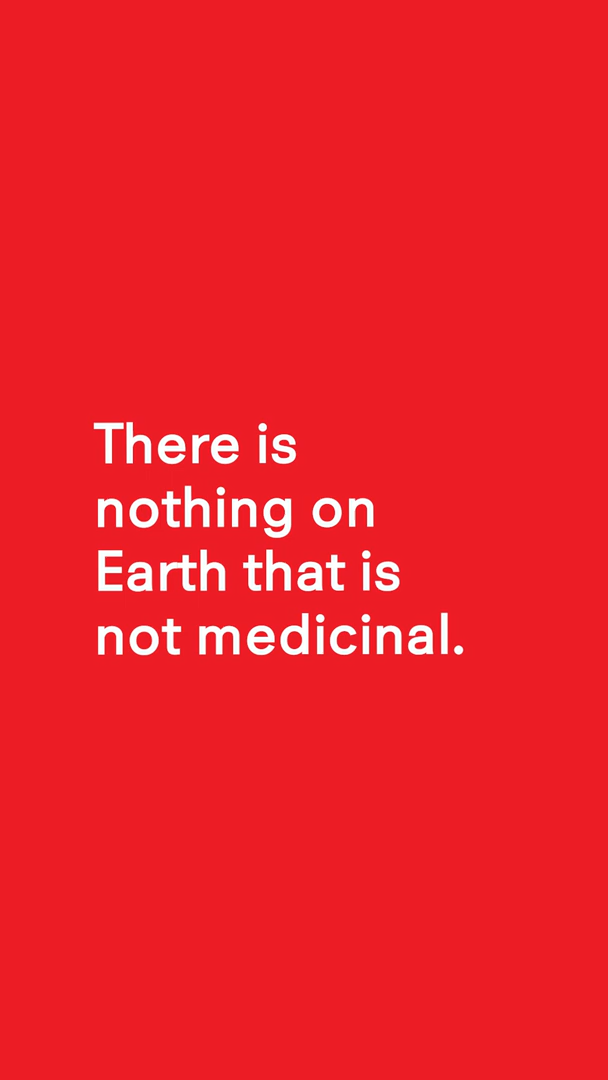 There is
nothing on
Earth that is
not medicinal.